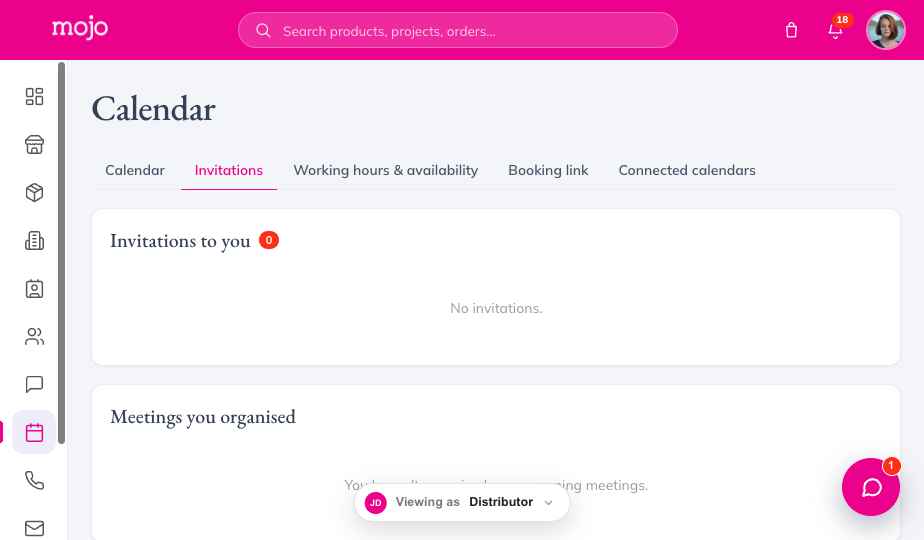 mojo
Search products, projects, orders...
18
Calendar
Calendar
Invitations
Working hours & availability
Booking link
Connected calendars
Invitations to you 0
No invitations.
Meetings you organised
meetings.
JD Viewing as Distributor
1